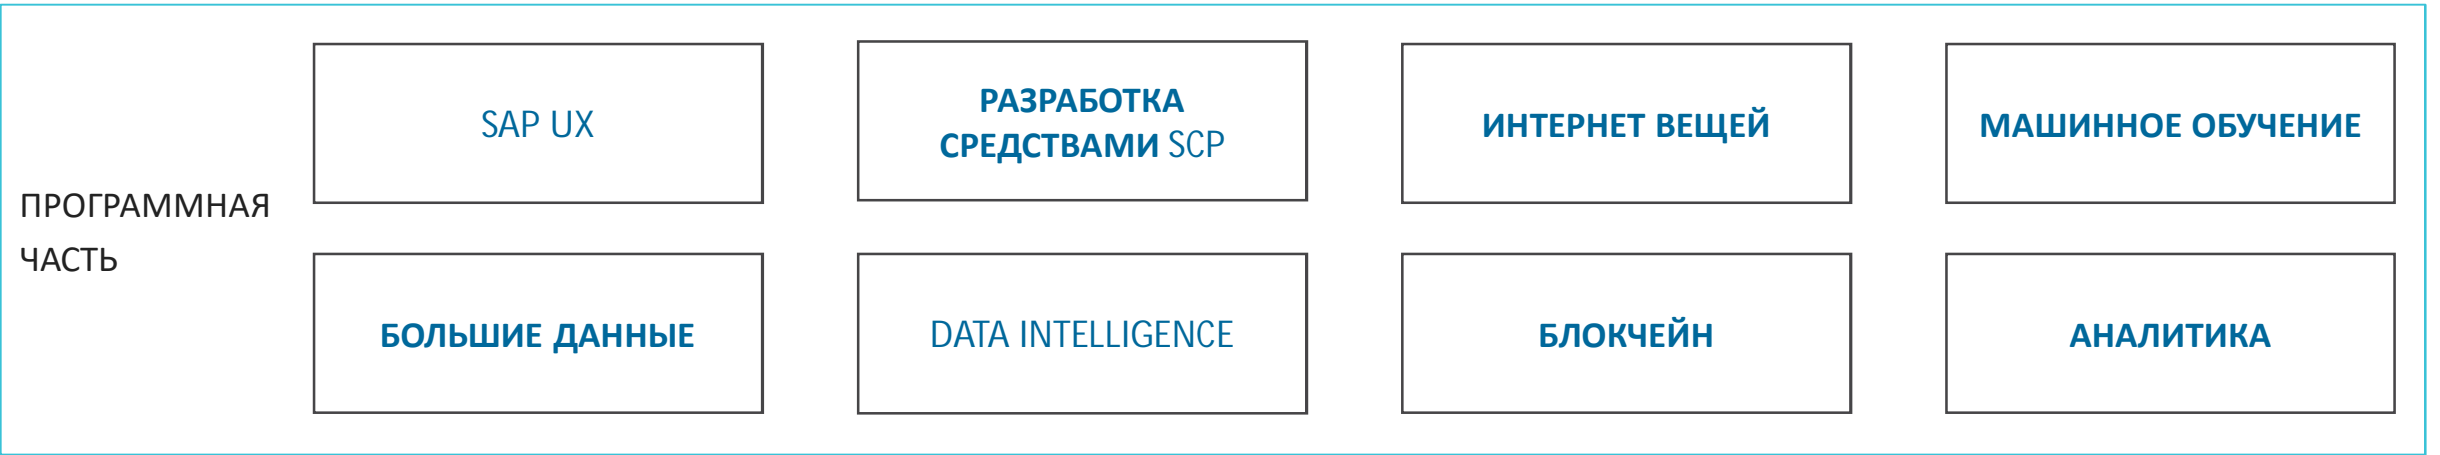 ПРОГРАММНАЯ
ЧАСТЬ
SAP UX
РАЗРАБОТКА
СРЕДСТВАМИ SCP
ИНТЕРНЕТ ВЕЩЕЙ
МАШИННОЕ ОБУЧЕНИЕ
БОЛЬШИЕ ДАННЫЕ
DATA INTELLIGENCE
БЛОКЧЕЙН
АНАЛИТИКА